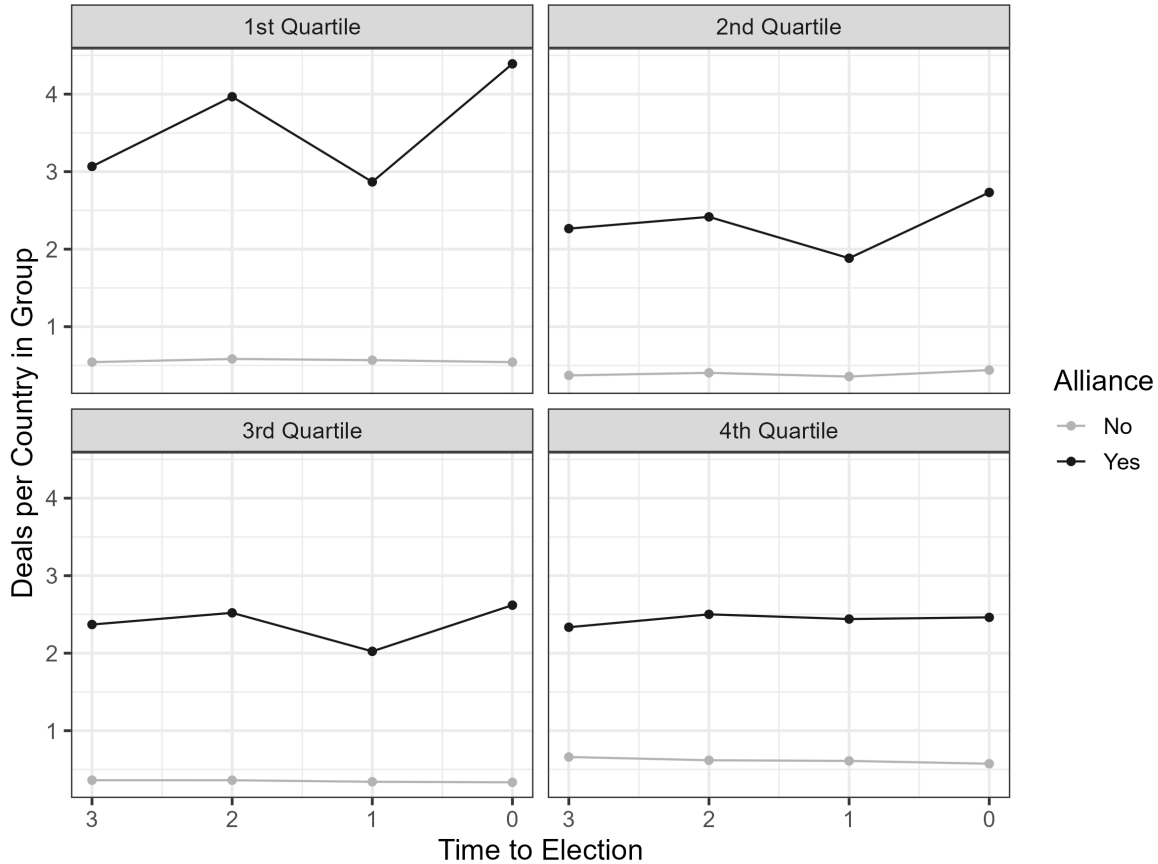 1st Quartile
2nd Quartile
4
3
2
1
3rd Quartile
4th Quartile
4
3
2
1
3 2 1 0
3 2 1 0
Time to Election
Deals per Country in Group
Alliance
No
Yes